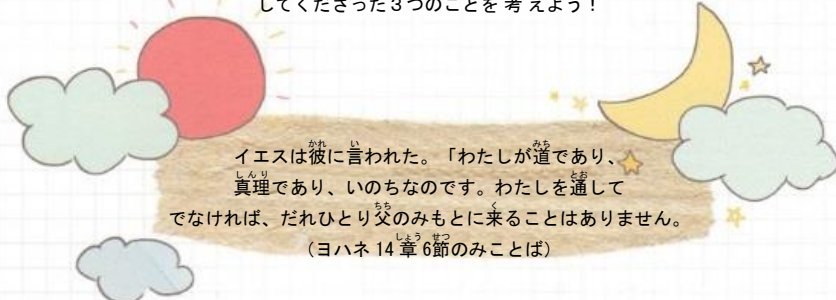 してくださった３つのことを考えよう！
イエスは彼に言われた。「わたしが道であり、
真理であり、いのちなのです。わたしを通して
でなければ、だれひとり父のみもとに来ることはありません。
（ヨハネ 14 章 6節のみことば）